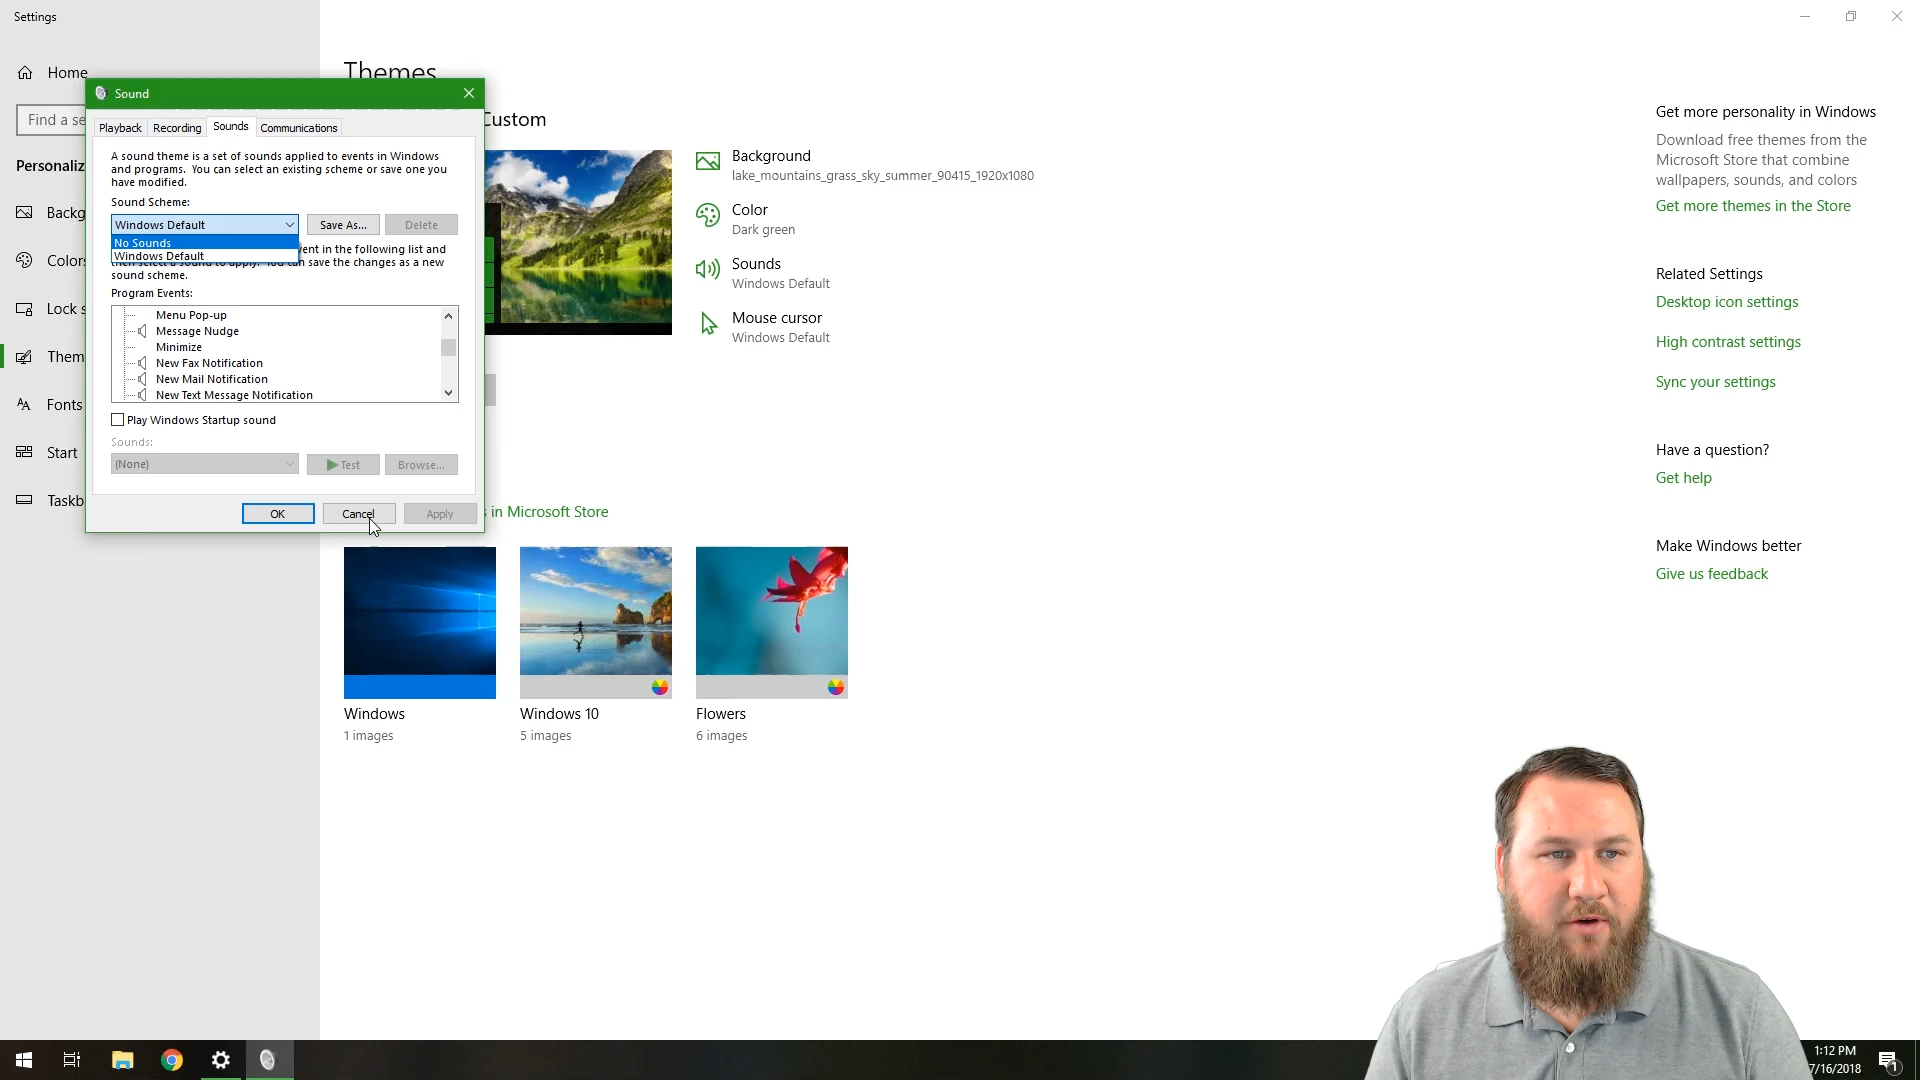 Settings
Home
Find a se
Personaliz
Backg
Colors
Lock s
Them
Fonts
Start
Taskb
Themes
Sound
Playback
Recording
Sounds
Communications
A sound theme is a set of sounds applied to events in Windows
and programs. You can select an existing scheme or save one you
have modified.
Sound Scheme:
Windows Default
Save As...
Delete
No Sounds
Windows Default
vent in the following list and
then select a sound to apply. You can save the changes as a new
sound scheme.
Program Events:
Menu Pop-up
Message Nudge
Minimize
New Fax Notification
New Mail Notification
New Text Message Notification
Play Windows Startup sound
Sounds:
(None)
Test
Browse...
OK
Cancel
Apply
Custom
Background
lake_mountains_grass_sky_summer_90415_1920x1080
Color
Dark green
Sounds
Windows Default
Mouse cursor
Windows Default
s in Microsoft Store
Windows
1 images
Windows 10
5 images
Flowers
6 images
Get more personality in Windows
Download free themes from the
Microsoft Store that combine
wallpapers, sounds, and colors
Get more themes in the Store
Related Settings
Desktop icon settings
High contrast settings
Sync your settings
Have a question?
Get help
Make Windows better
Give us feedback
1:12 PM
7/16/2018
1